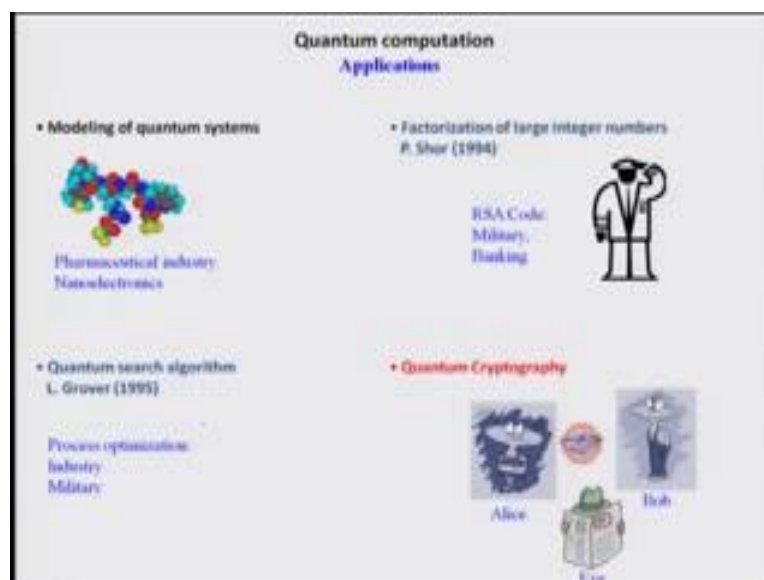 Quantum computation
Applications
• Modeling of quantum systems
Pharmaceutical industry
Nanoelectronics
• Factorization of large integer numbers
P. Shor (1994)
RSA Code:
Military,
Banking
• Quantum search algorithm
L. Grover (1995)
Process optimization:
Industry
Military
• Quantum Cryptography
Alice
Bob
Eve